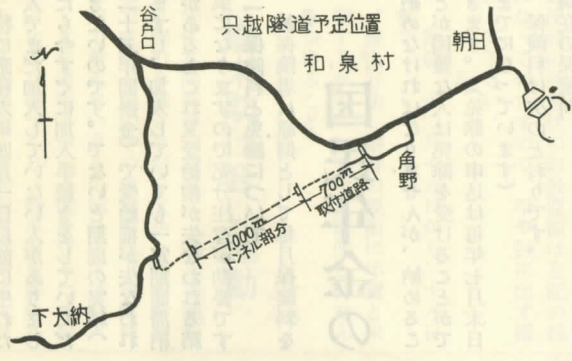 只越隧道予定位置
谷戸口
和泉村
朝日
角野
700m
取付道路
1,000m
トンネル部分
下大納